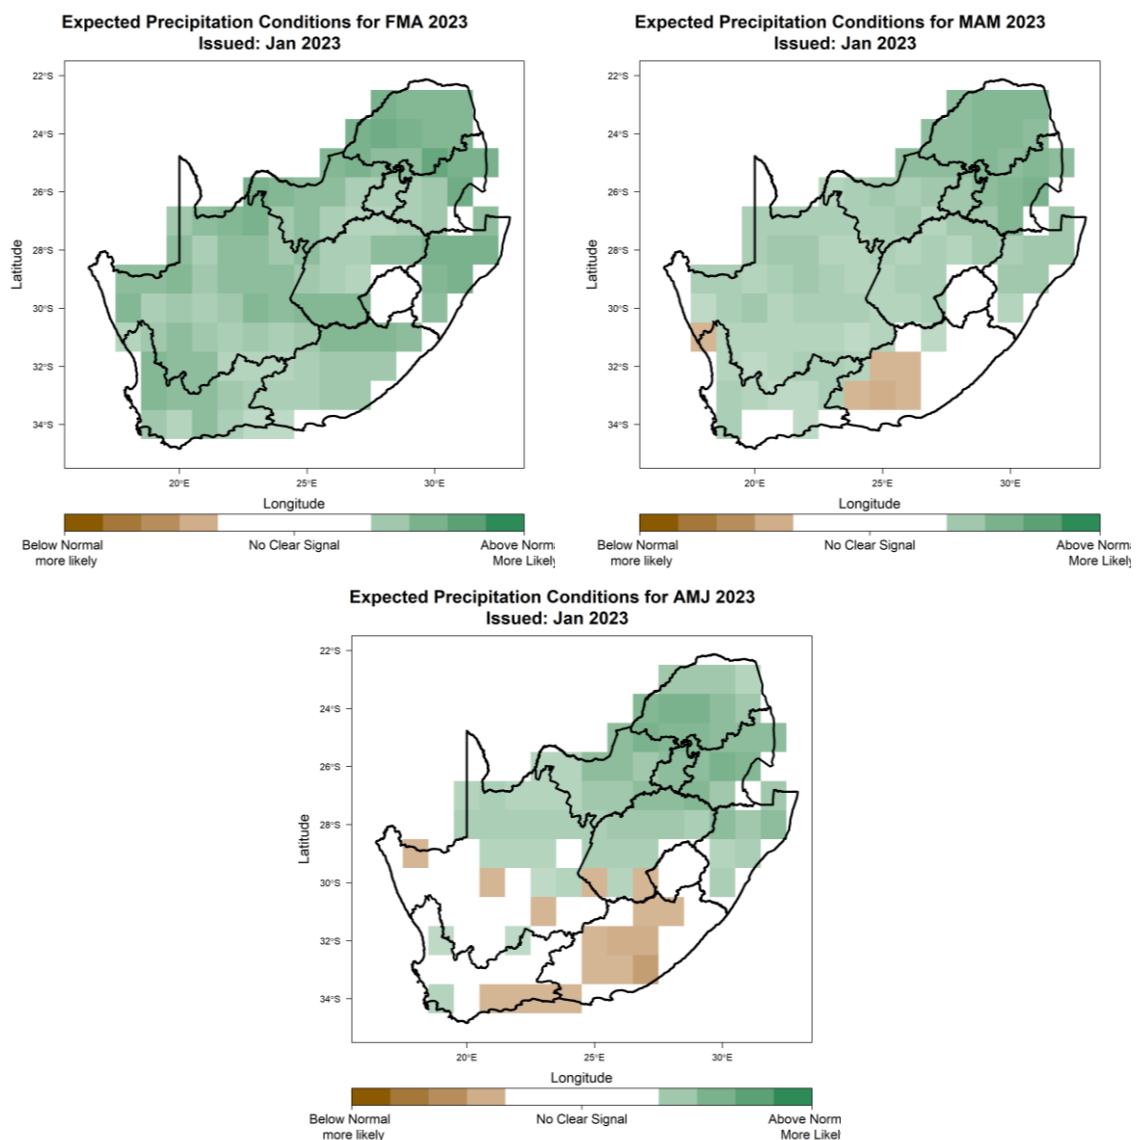 Expected Precipitation Conditions for FMA 2023
Issued: Jan 2023
22°S
24°S
26°S
28°S
30°S
32°S
34°S
Latitude
20°E
25°E
30°E
Longitude
Below Normal
more likely
No Clear Signal
Above Norm
More Likely
Expected Precipitation Conditions for MAM 2023
Issued: Jan 2023
22°S
24°S
26°S
28°S
30°S
32°S
34°S
Latitude
20°E
25°E
30°E
Longitude
Below Normal
more likely
No Clear Signal
Above Norma
More Likely
Expected Precipitation Conditions for AMJ 2023
Issued: Jan 2023
22°S
24°S
26°S
28°S
30°S
32°S
34°S
Latitude
20°E
25°E
30°E
Longitude
Below Normal
more likely
No Clear Signal
Above Norm
More Likel